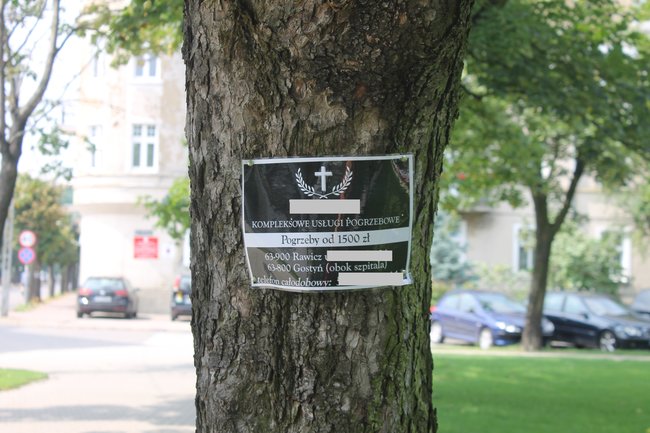 KOMPLEKSOWE USŁUGI POGRZEBOWE
Pogrzeby od 1500 zł
63-900 Rawicz
63-800 Gostyń (obok szpitala)
telefon całodobowy: